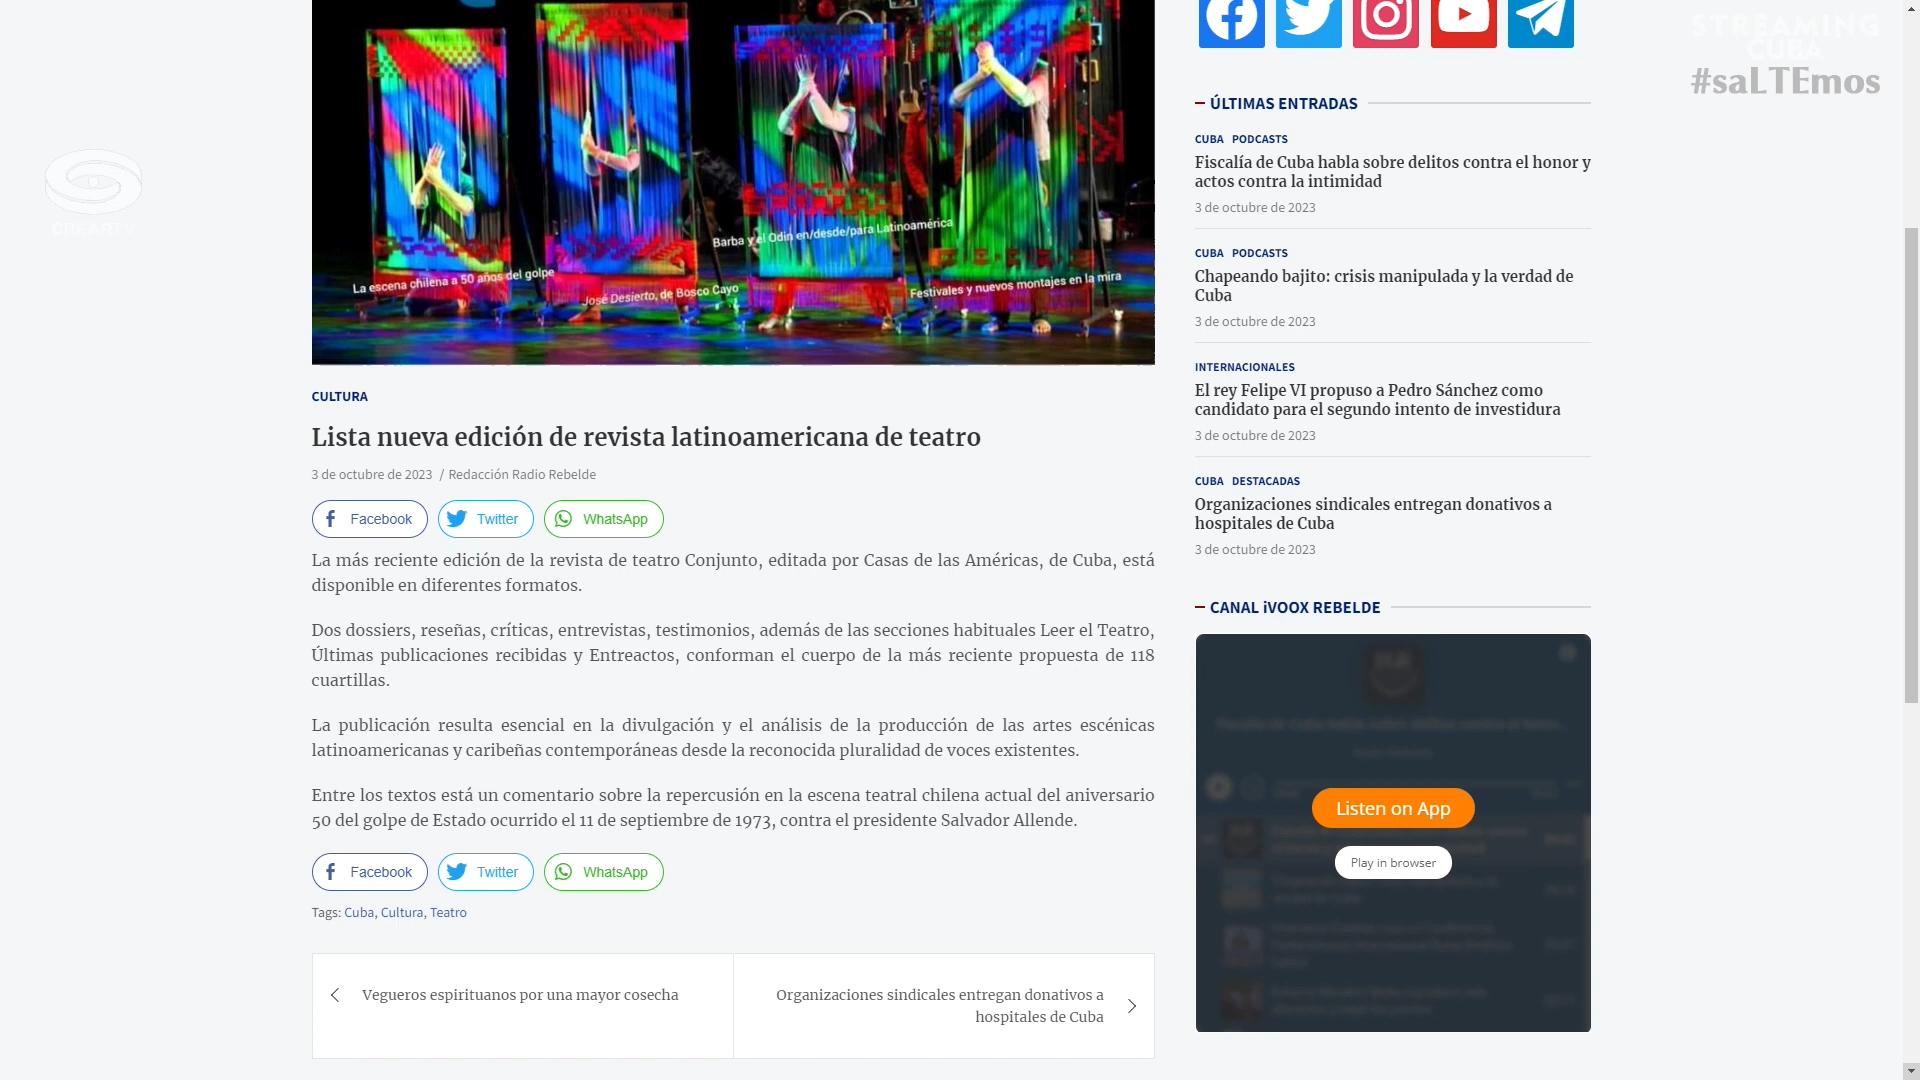 STREAMING
CUBA
#saLTEmos
CREARTV
La escena chilena a 50 años del golpe
José Desierto, de Bosco Cayo
Barba y el Odin en/desde/para Latinoamérica
Festivales y nuevos montajes en la mira
CULTURA
Lista nueva edición de revista latinoamericana de teatro
3 de octubre de 2023 / Redacción Radio Rebelde
Facebook Twitter WhatsApp
La más reciente edición de la revista de teatro Conjunto, editada por Casas de las Américas, de Cuba, está
disponible en diferentes formatos.
Dos dossiers, reseñas, críticas, entrevistas, testimonios, además de las secciones habituales Leer el Teatro,
Últimas publicaciones recibidas y Entreactos, conforman el cuerpo de la más reciente propuesta de 118
cuartillas.
La publicación resulta esencial en la divulgación y el análisis de la producción de las artes escénicas
latinoamericanas y caribeñas contemporáneas desde la reconocida pluralidad de voces existentes.
Entre los textos está un comentario sobre la repercusión en la escena teatral chilena actual del aniversario
50 del golpe de Estado ocurrido el 11 de septiembre de 1973, contra el presidente Salvador Allende.
Facebook Twitter WhatsApp
Tags: Cuba, Cultura, Teatro
Vegueros espirituanos por una mayor cosecha
Organizaciones sindicales entregan donativos a
hospitales de Cuba
ÚLTIMAS ENTRADAS
CUBA PODCASTS
Fiscalía de Cuba habla sobre delitos contra el honor y
actos contra la intimidad
3 de octubre de 2023
CUBA PODCASTS
Chapeando bajito: crisis manipulada y la verdad de
Cuba
3 de octubre de 2023
INTERNACIONALES
El rey Felipe VI propuso a Pedro Sánchez como
candidato para el segundo intento de investidura
3 de octubre de 2023
CUBA DESTACADAS
Organizaciones sindicales entregan donativos a
hospitales de Cuba
3 de octubre de 2023
CANAL iVOOX REBELDE
Listen on App
Play in browser